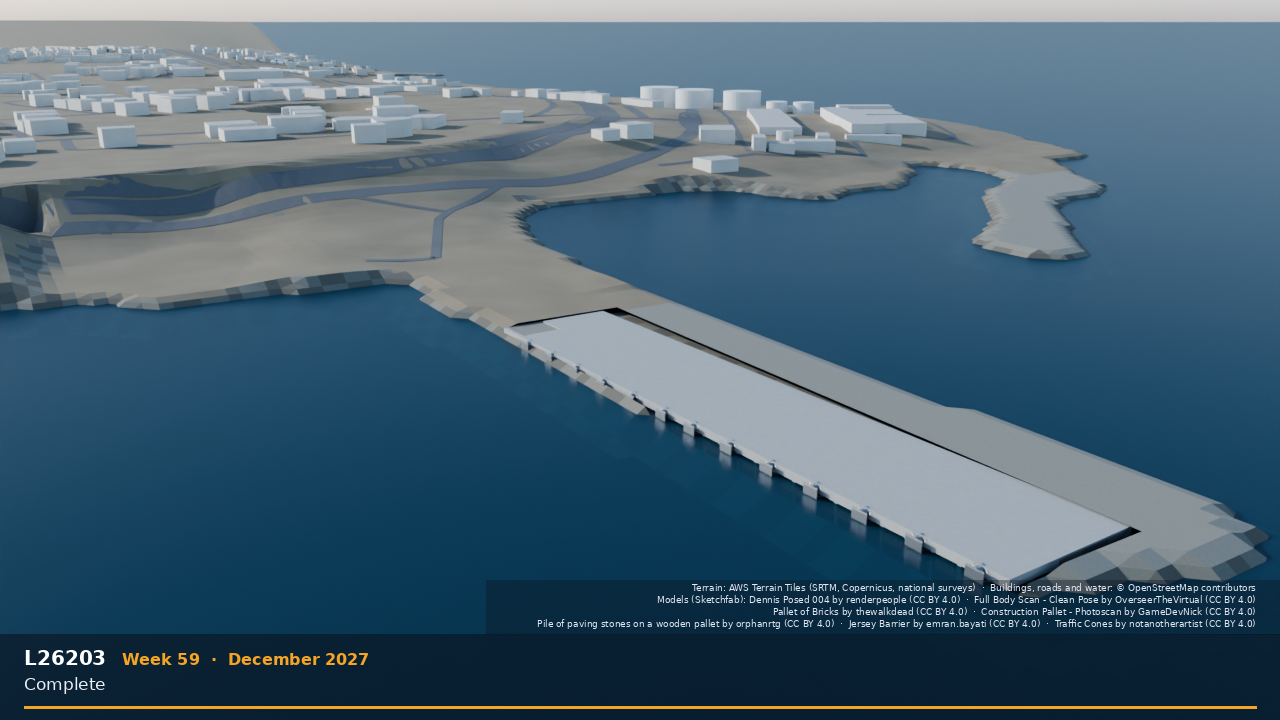 Terrain: AWS Terrain Tiles (SRTM, Copernicus, national surveys) · Buildings, roads and water: © OpenStreetMap contributors
Models (Sketchfab): Dennis Posed 004 by renderpeople (CC BY 4.0) · Full Body Scan - Clean Pose by OverseerTheVirtual (CC BY 4.0)
Pallet of Bricks by thewalkdead (CC BY 4.0) · Construction Pallet - Photoscan by GameDevNick (CC BY 4.0)
Pile of paving stones on a wooden pallet by orphanrtg (CC BY 4.0) · Jersey Barrier by emran.bayati (CC BY 4.0) · Traffic Cones by notanotherartist (CC BY 4.0)
L26203 Week 59 · December 2027
Complete